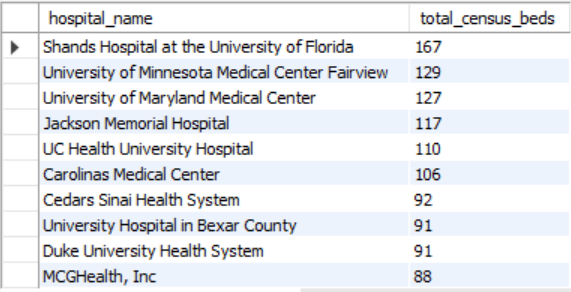 hospital_name total_census_beds
Shands Hospital at the University of Florida 167
University of Minnesota Medical Center Fairview 129
University of Maryland Medical Center 127
Jackson Memorial Hospital 117
UC Health University Hospital 110
Carolinas Medical Center 106
Cedars Sinai Health System 92
University Hospital in Bexar County 91
Duke University Health System 91
MCGHealth, Inc 88